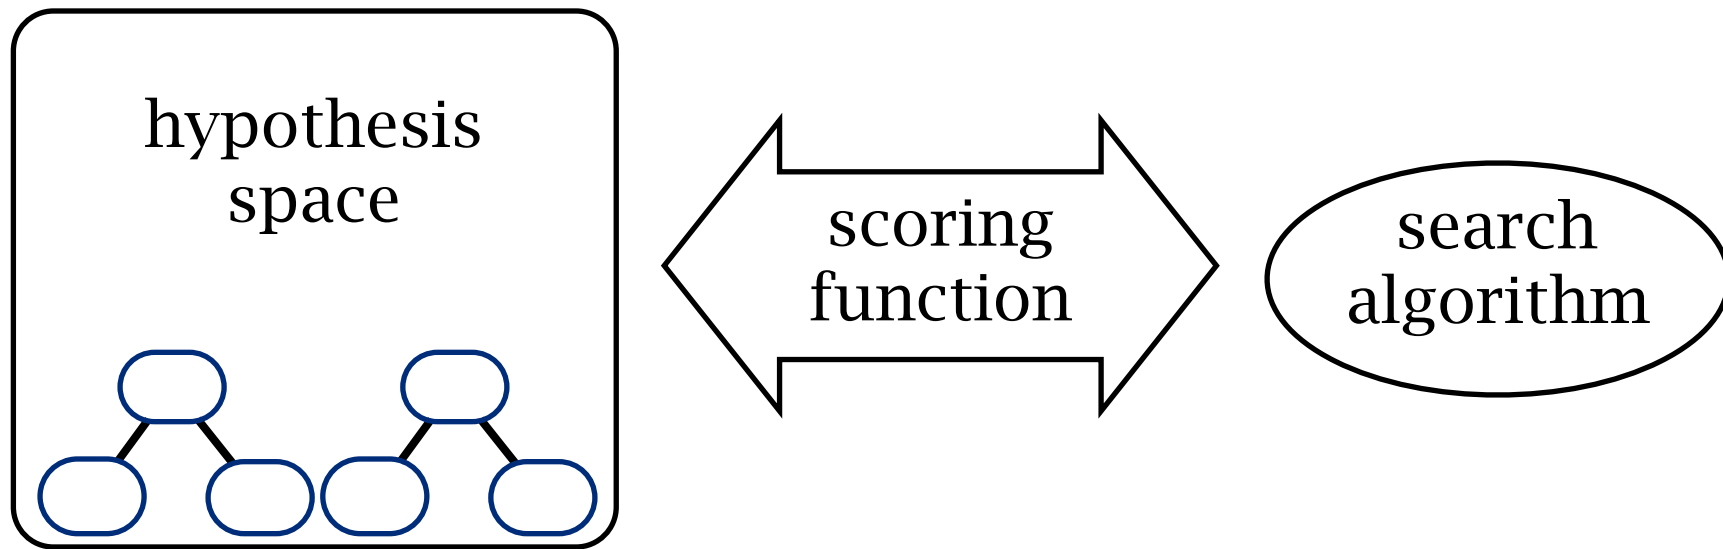 hypothesis
space
scoring
function
search
algorithm